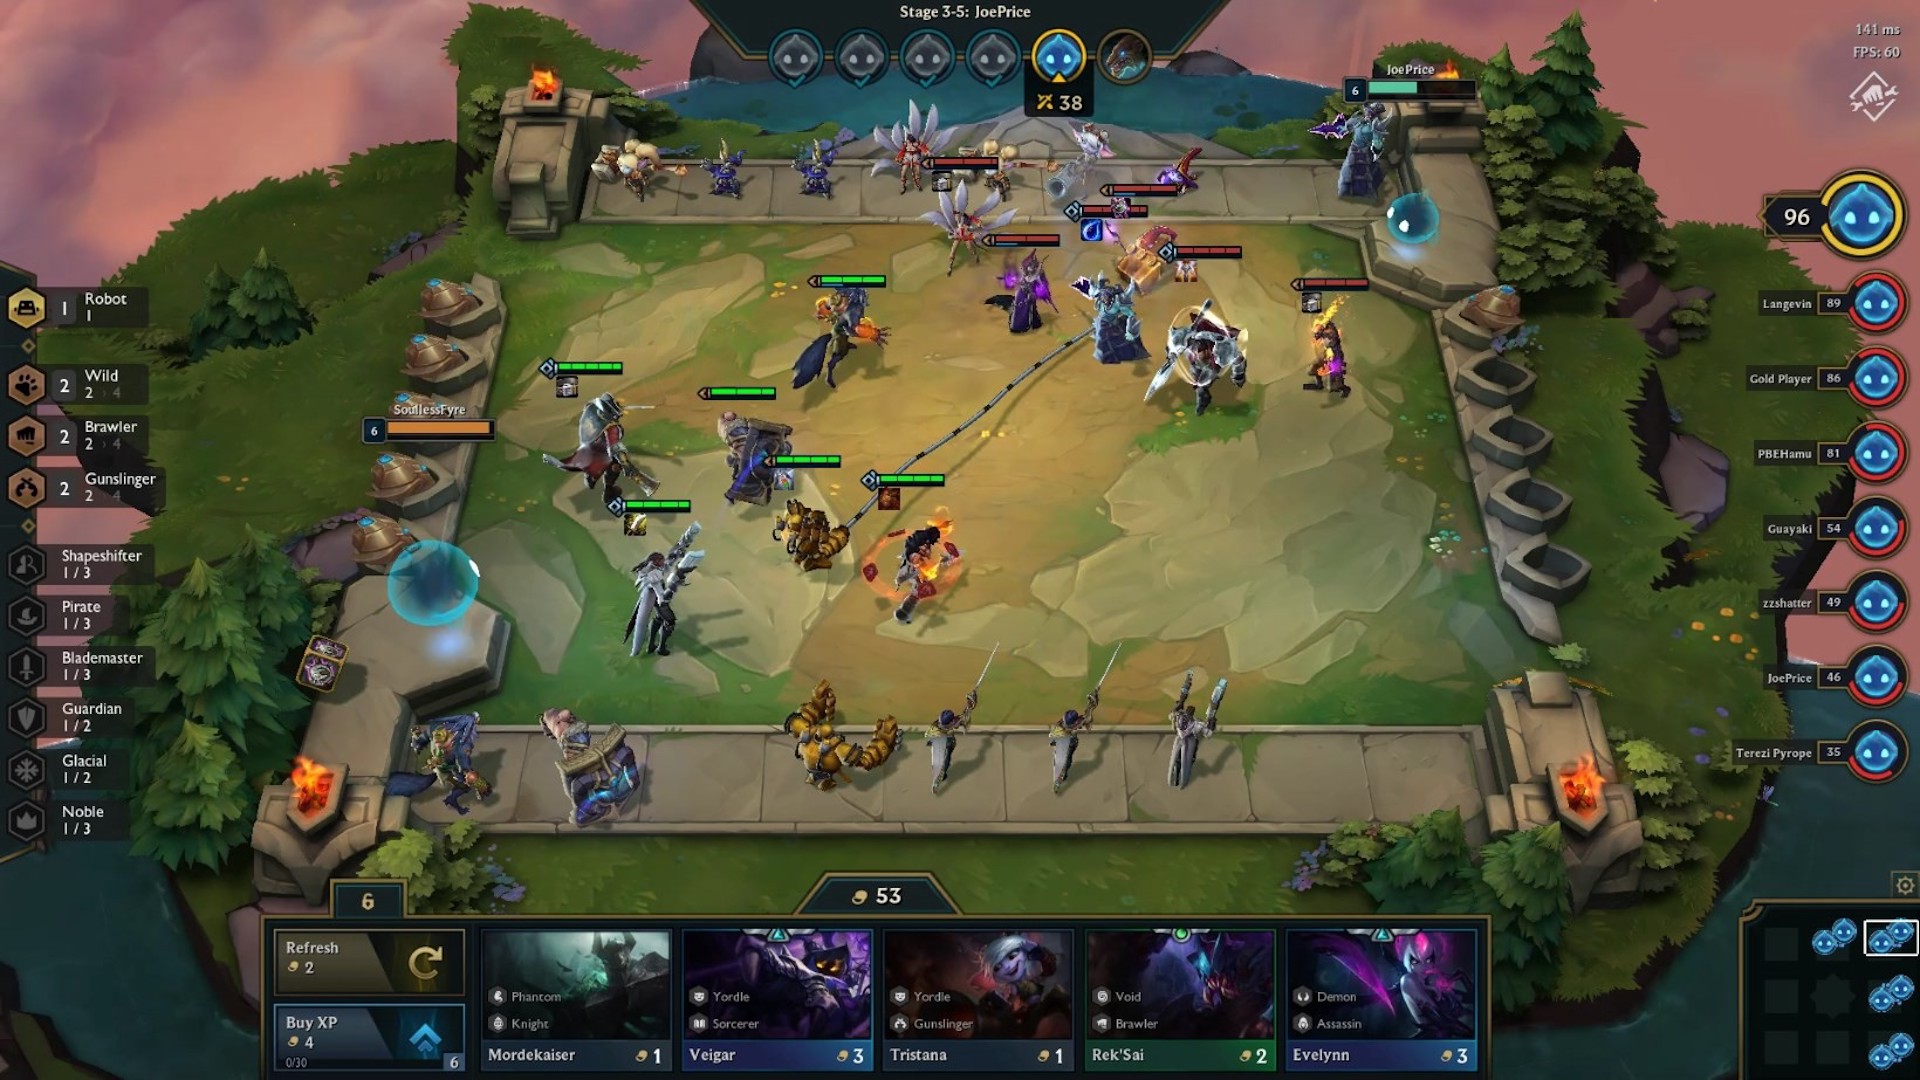 Stage 3-5: JoePrice
141 ms
FPS: 60
38
JoePrice
6
96
Langevin 89
Gold Player 86
PBEHamu 81
Guayaki 54
zzshatter 49
JoePrice 46
Terezi Pyrope 35
1 Robot
1
2 Wild
2 4
2 Brawler
2 4
2 Gunslinger
2 4
Shapeshifter
1 / 3
Pirate
1 / 3
Blademaster
1 / 3
Guardian
1 / 2
Glacial
1 / 2
Noble
1 / 3
SoullessFyre
6
6
53
Refresh
2
Buy XP
4
0/30
6
Phantom
Knight
Mordekaiser 1
Yordle
Sorcerer
Veigar 3
Yordle
Gunslinger
Tristana 1
Void
Brawler
Rek'Sai 2
Demon
Assassin
Evelynn 3